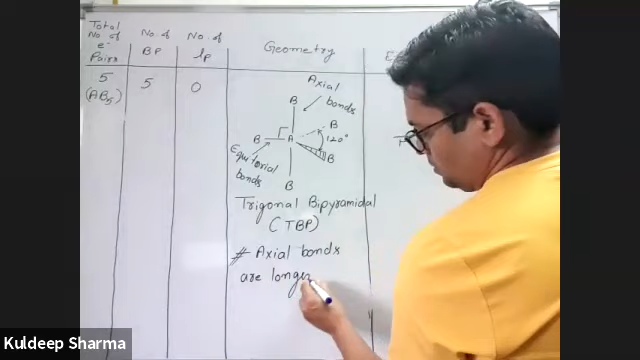 Total
No of
e-
Pairs
No of
BP
No of
lp
Geometry
5
(AB5)
5
0
Axial
bonds
B
B
120°
B
A
B
Equitorial
bonds
B
Trigonal Bipyramidal
(TBP)
# Axial bonds
are longer
Kuldeep Sharma